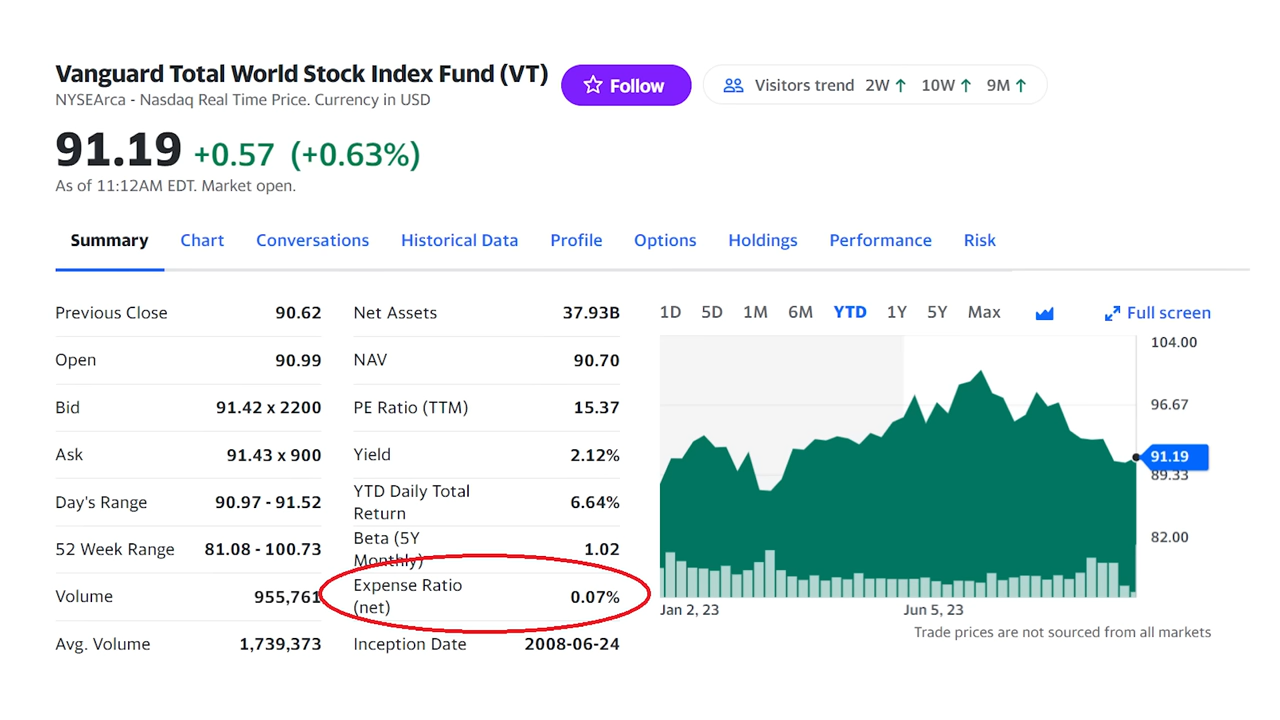 Vanguard Total World Stock Index Fund (VT)
Follow
Visitors trend 2W ↑ 10W ↑ 9M ↑
NYSEArca - Nasdaq Real Time Price. Currency in USD
91.19 +0.57 (+0.63%)
As of 11:12AM EDT. Market open.
Summary Chart Conversations Historical Data Profile Options Holdings Performance Risk
Previous Close 90.62
Open 90.99
Bid 91.42 x 2200
Ask 91.43 x 900
Day's Range 90.97 - 91.52
52 Week Range 81.08 - 100.73
Volume 955,761
Avg. Volume 1,739,373
Net Assets 37.93B
NAV 90.70
PE Ratio (TTM) 15.37
Yield 2.12%
YTD Daily Total
Return 6.64%
Beta (5Y
Monthly) 1.02
Expense Ratio
(net) 0.07%
Inception Date 2008-06-24
1D 5D 1M 6M YTD 1Y 5Y Max Full screen
104.00
96.67
91.19
89.33
82.00
Jan 2, 23 Jun 5, 23
Trade prices are not sourced from all markets